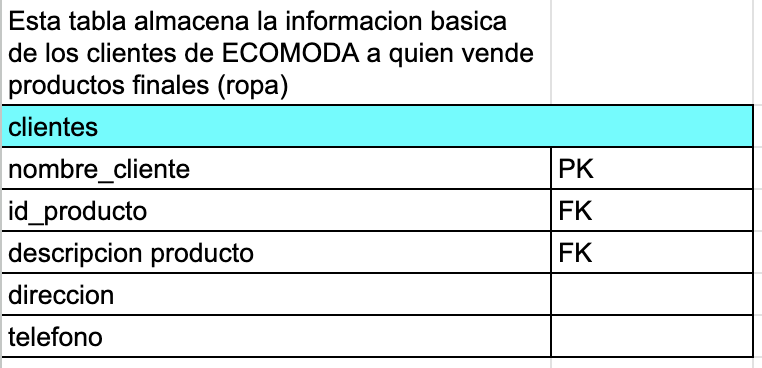 Esta tabla almacena la informacion basica
de los clientes de ECOMODA a quien vende
productos finales (ropa)
clientes
nombre_cliente PK
id_producto FK
descripcion producto FK
direccion
telefono